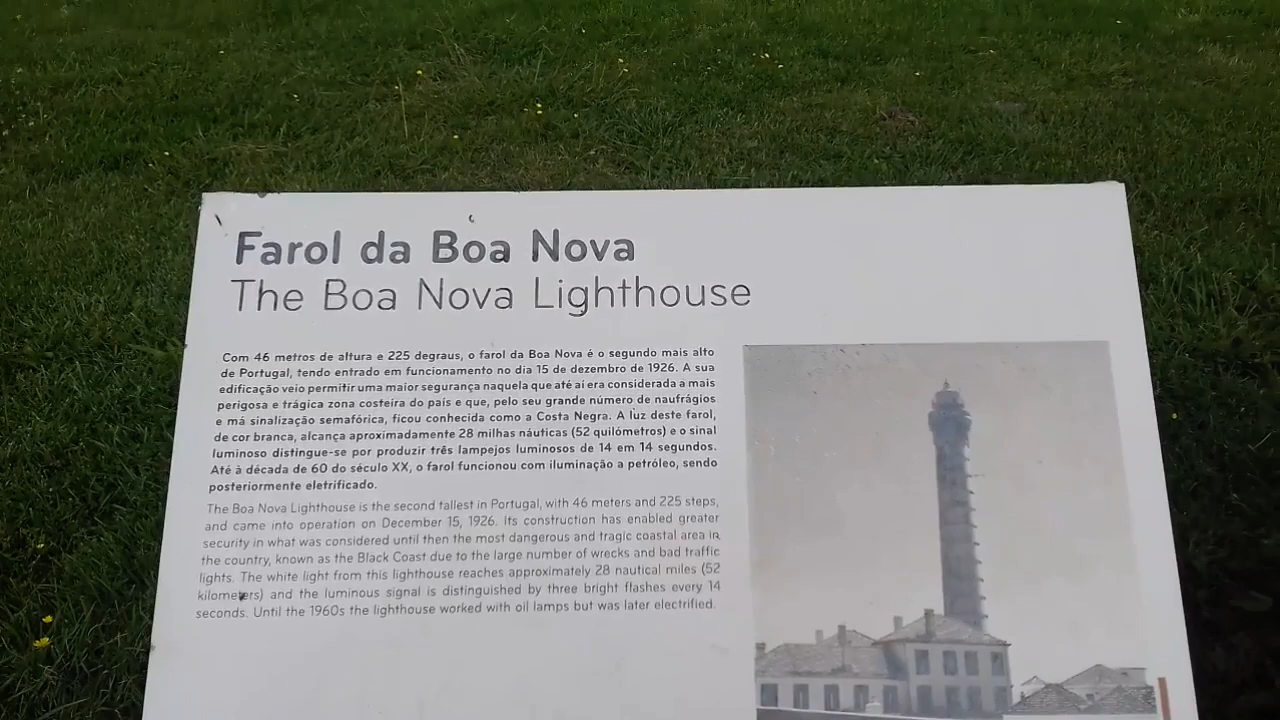 Farol da Boa Nova
The Boa Nova Lighthouse
Com 46 metros de altura e 225 degraus, o farol da Boa Nova é o segundo mais alto
de Portugal, tendo entrado em funcionamento no dia 15 de dezembro de 1926. A sua
edificação veio permitir uma maior segurança naquela que até aí era considerada a mais
perigosa e trágica zona costeira do país e que, pelo seu grande número de naufrágios
e má sinalização semafórica, ficou conhecida como a Costa Negra. A luz deste farol,
de cor branca, alcança aproximadamente 28 milhas náuticas (52 quilómetros) e o sinal
luminoso distingue-se por produzir três lampejos luminosos de 14 em 14 segundos.
Até à década de 60 do século XX, o farol funcionou com iluminação a petróleo, sendo
posteriormente eletrificado.
The Boa Nova Lighthouse is the second tallest in Portugal, with 46 meters and 225 steps,
and came into operation on December 15, 1926. Its construction has enabled greater
security in what was considered until then the most dangerous and tragic coastal area in
the country, known as the Black Coast due to the large number of wrecks and bad traffic
lights. The white light from this lighthouse reaches approximately 28 nautical miles (52
kilometers) and the luminous signal is distinguished by three bright flashes every 14
seconds. Until the 1960s the lighthouse worked with oil lamps but was later electrified.